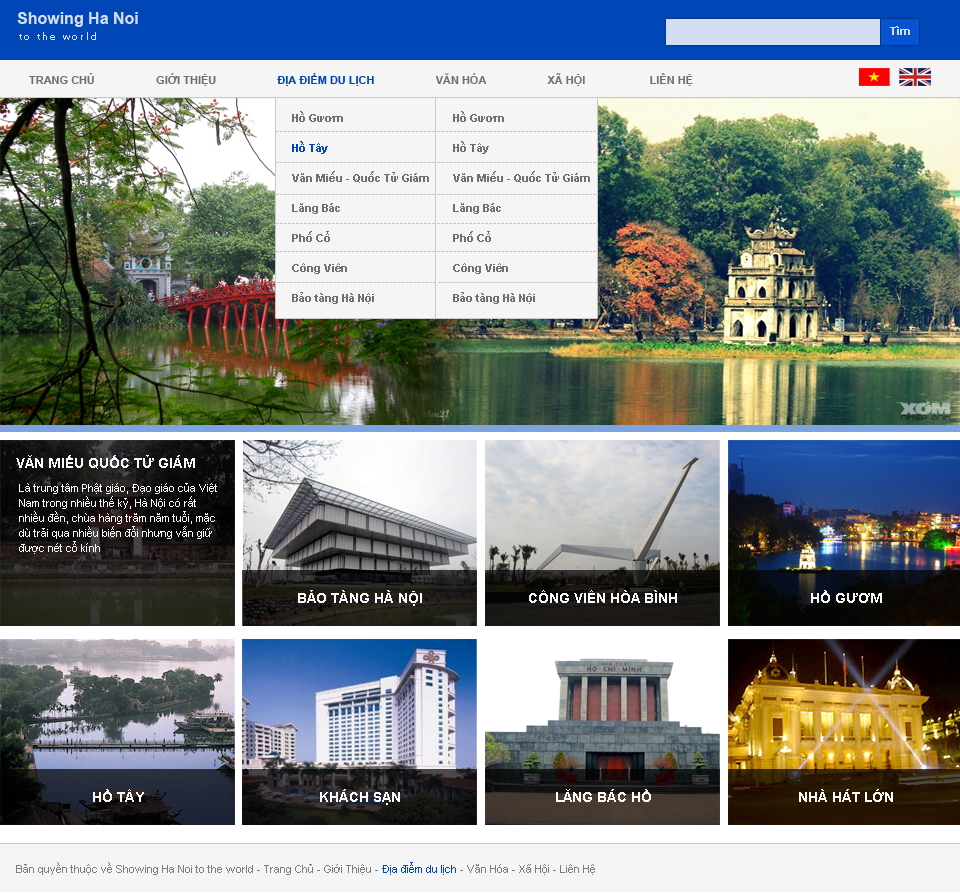 Showing Ha Noi
to the world
Tìm
TRANG CHỦ GIỚI THIỆU ĐỊA ĐIỂM DU LỊCH VĂN HÓA XÃ HỘI LIÊN HỆ
Hồ Gươm Hồ Gươm
Hồ Tây Hồ Tây
Văn Miếu - Quốc Tử Giám Văn Miếu - Quốc Tử Giám
Lăng Bác Lăng Bác
Phố Cổ Phố Cổ
Công Viên Công Viên
Bảo tàng Hà Nội Bảo tàng Hà Nội
XÓM
VĂN MIẾU QUỐC TỬ GIÁM
Là trung tâm Phật giáo, Đạo giáo của Việt
Nam trong nhiều thế kỷ, Hà Nội có rất
nhiều đền, chùa hàng trăm năm tuổi, mặc
dù trải qua nhiều biến đổi nhưng vẫn giữ
được nét cổ kính
BẢO TÀNG HÀ NỘI CÔNG VIÊN HÒA BÌNH HỒ GƯƠM
HO-CHI-MINH
HỒ TÂY KHÁCH SẠN LĂNG BÁC HỒ NHÀ HÁT LỚN
Bản quyền thuộc về Showing Ha Noi to the world - Trang Chủ - Giới Thiệu - Địa điểm du lịch - Văn Hóa - Xã Hội - Liên Hệ